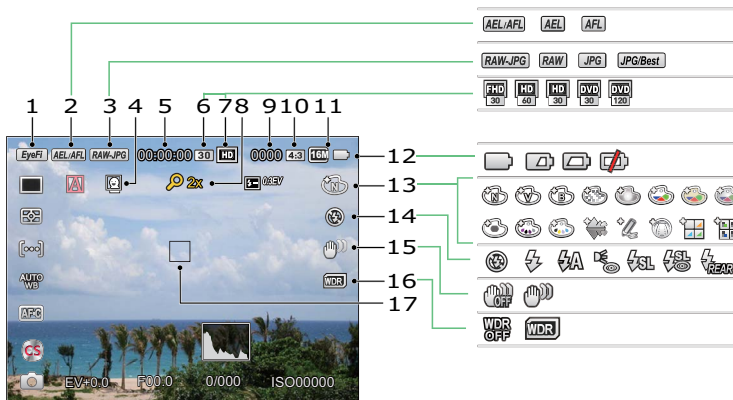 AEL/AFL AEL AFL
RAW-JPG RAW JPG JPG/Best
FHD 30 HD 60 HD 30 DVD 30 DVD 120
1 2 3 4 5 6 7 8 9 10 11
EyeFi AEL/AFL RAW-JPG 00:00:00 30 HD 0000 4:3 16M
12
A 2x 0.3EV N
13
N V B
14
A SL SL REAR
15
OFF
AUTO WB WDR
16
WDR OFF WDR
17
AF-C
CS
EV+0.0 F00.0 0/000 ISO00000